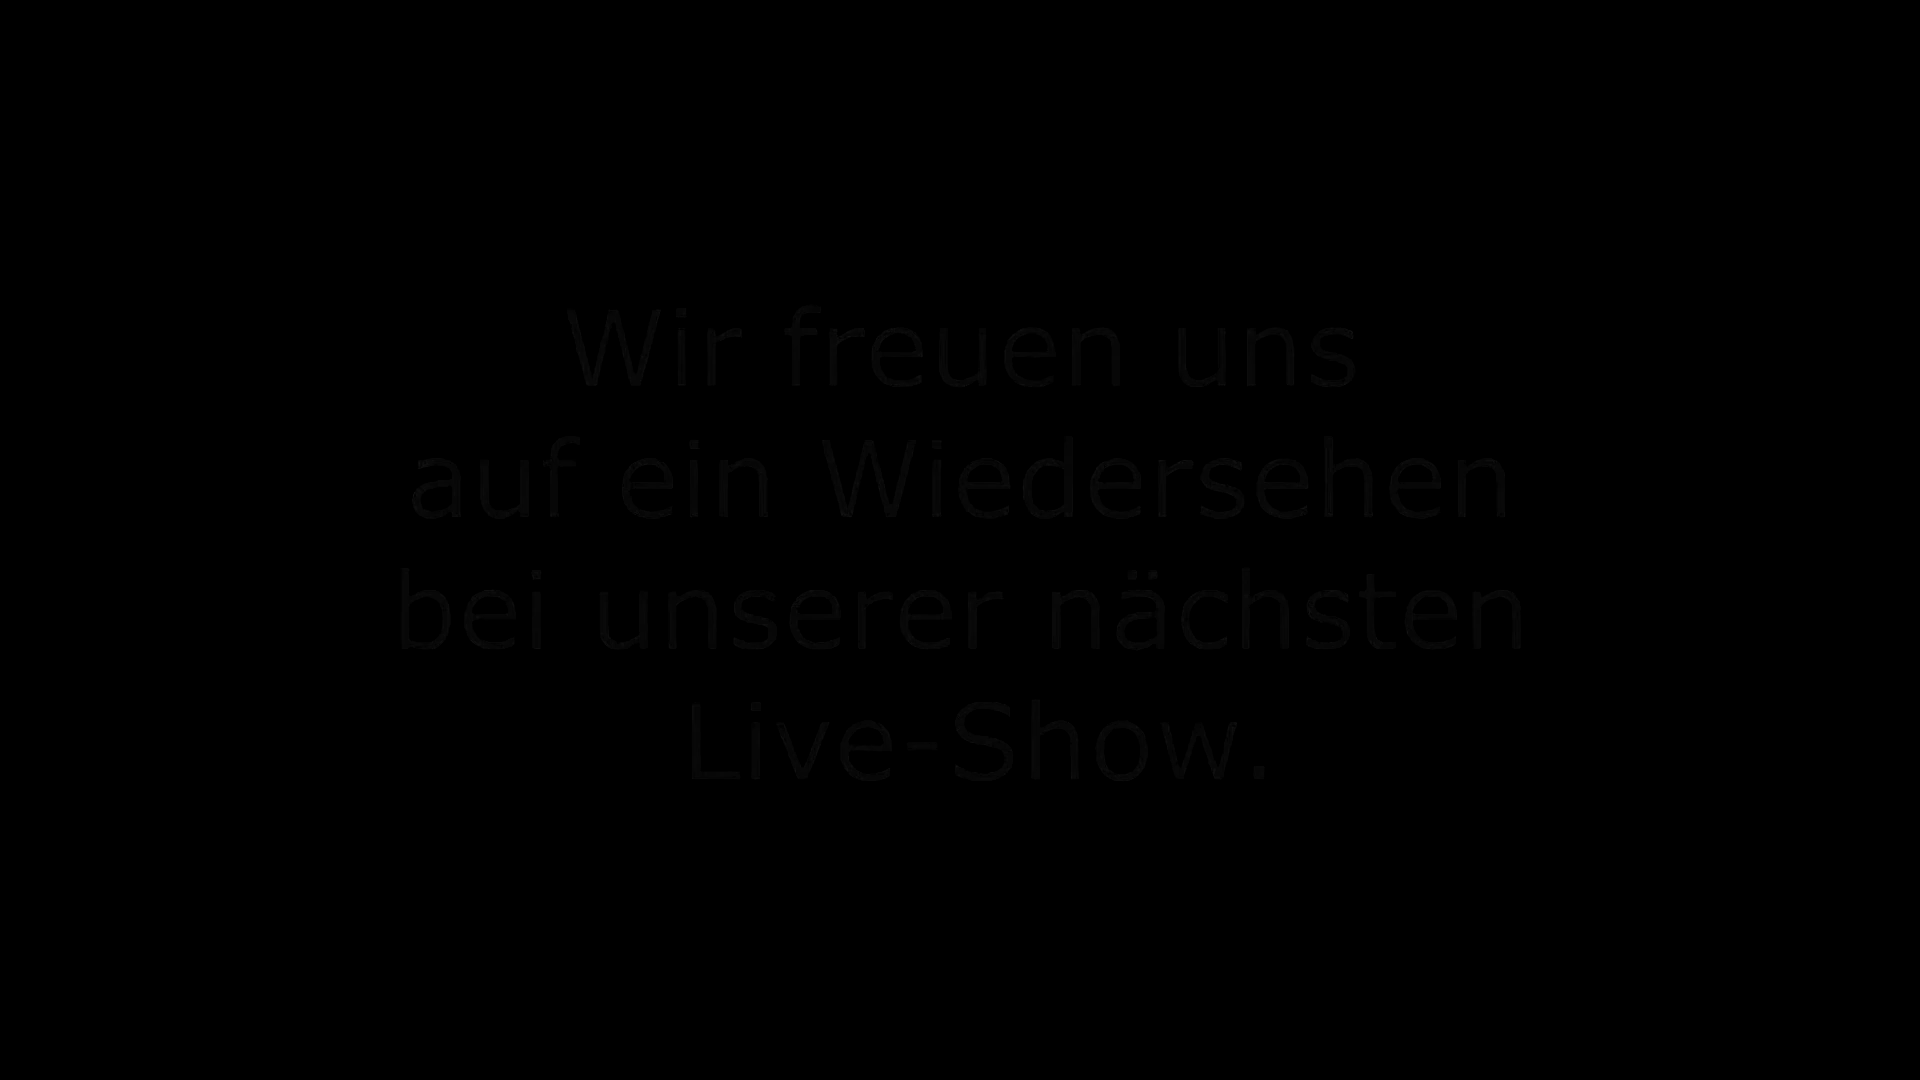 Wir freuen uns
auf ein Wiedersehen
bei unserer nächsten
Live-Show.